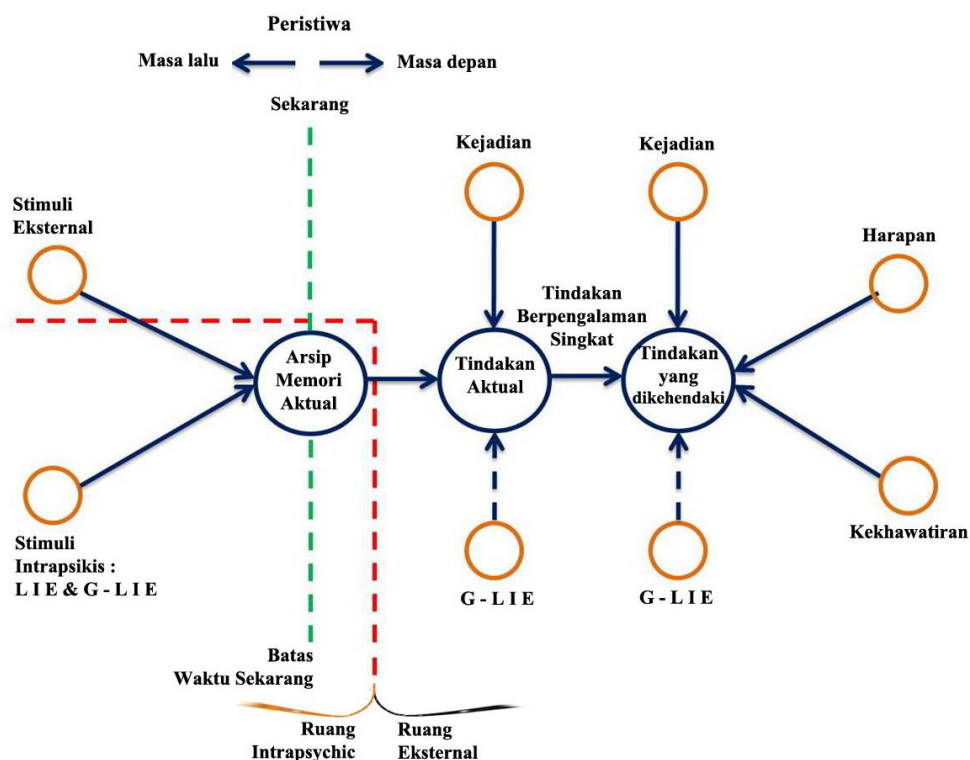 Peristiwa
Masa lalu
Masa depan
Sekarang
Kejadian
Kejadian
Stimuli
Eksternal
Harapan
Tindakan
Berpengalaman
Singkat
Arsip
Memori
Aktual
Tindakan
Aktual
Tindakan
yang
dikehendaki
Stimuli
Intrapsikis :
L I E & G - L I E
G - L I E
G - L I E
Kekhawatiran
Batas
Waktu Sekarang
Ruang
Intrapsychic
Ruang
Eksternal